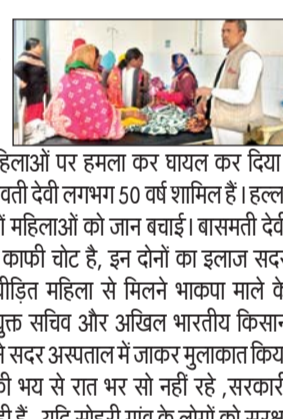 हिलाओं पर हमला कर घायल कर दिया
वती देवी लगभग 50 वर्ष शामिल हैं। हल्ल
ों महिलाओं को जान बचाई। बासमती देवी
काफी चोट है, इन दोनों का इलाज सदर
ीड़ित महिला से मिलने भाकपा माले के
युक्त सचिव और अखिल भारतीय किसान
सदर अस्पताल में जाकर मुलाकात किय
की भय से रात भर सो नहीं रहे ,सरकारी